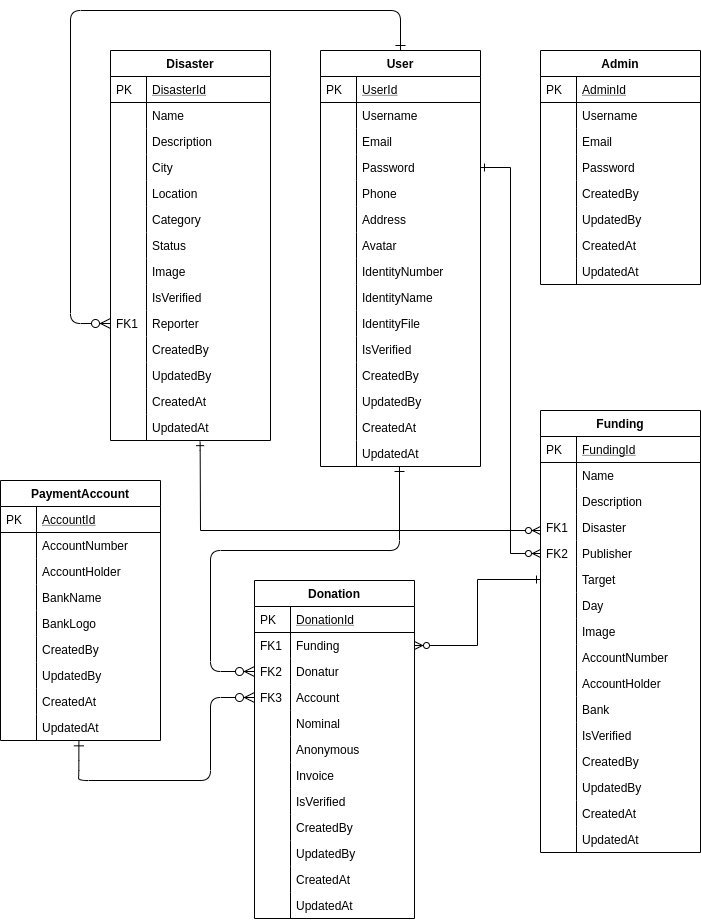 Disaster
PK DisasterId
Name
Description
City
Location
Category
Status
Image
IsVerified
FK1 Reporter
CreatedBy
UpdatedBy
CreatedAt
UpdatedAt
User
PK UserId
Username
Email
Password
Phone
Address
Avatar
IdentityNumber
IdentityName
IdentityFile
IsVerified
CreatedBy
UpdatedBy
CreatedAt
UpdatedAt
Admin
PK AdminId
Username
Email
Password
CreatedBy
UpdatedBy
CreatedAt
UpdatedAt
PaymentAccount
PK AccountId
AccountNumber
AccountHolder
BankName
BankLogo
CreatedBy
UpdatedBy
CreatedAt
UpdatedAt
Donation
PK DonationId
FK1 Funding
FK2 Donatur
FK3 Account
Nominal
Anonymous
Invoice
IsVerified
CreatedBy
UpdatedBy
CreatedAt
UpdatedAt
Funding
PK FundingId
Name
Description
FK1 Disaster
FK2 Publisher
Target
Day
Image
AccountNumber
AccountHolder
Bank
IsVerified
CreatedBy
UpdatedBy
CreatedAt
UpdatedAt